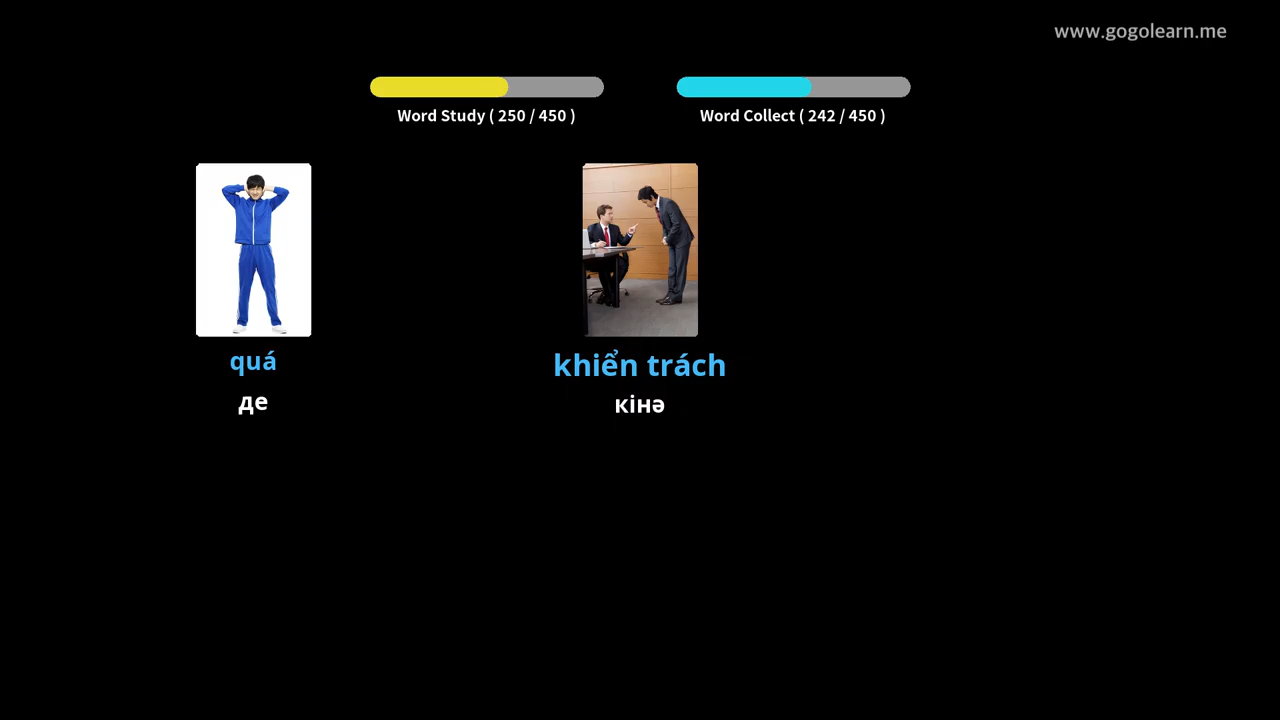 www.gogolearn.me
Word Study ( 250 / 450 )
Word Collect ( 242 / 450 )
quá
де
khiển trách
кінә